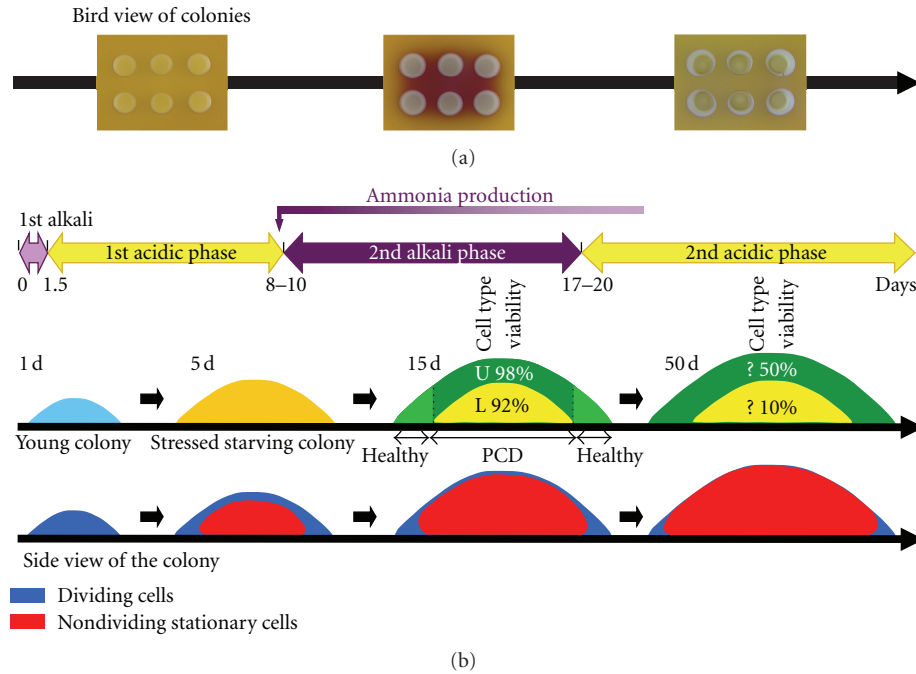 Bird view of colonies
(a)
Ammonia production
1st alkali
1st acidic phase
2nd alkali phase
2nd acidic phase
0
1.5
8–10
17–20
Days
Cell type
viability
Cell type
viability
1 d
5 d
15 d
50 d
U 98%
L 92%
? 50%
? 10%
Young colony
Stressed starving colony
Healthy
PCD
Healthy
Side view of the colony
Dividing cells
Nondividing stationary cells
(b)